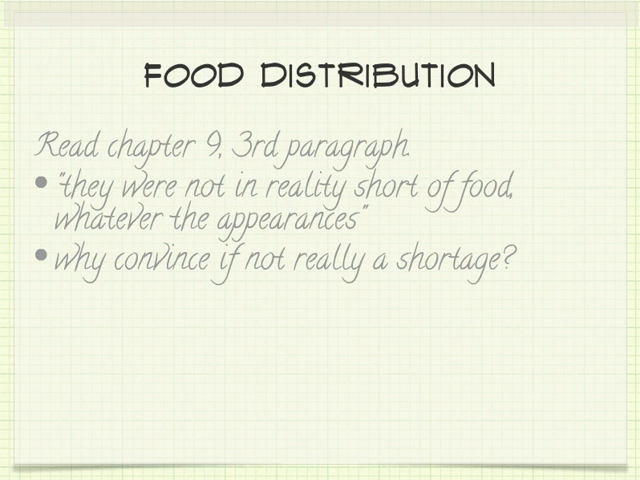 FOOD DISTRIBUTION
Read chapter 9, 3rd paragraph.
• "they were not in reality short of food,
whatever the appearances"
• why convince if not really a shortage?